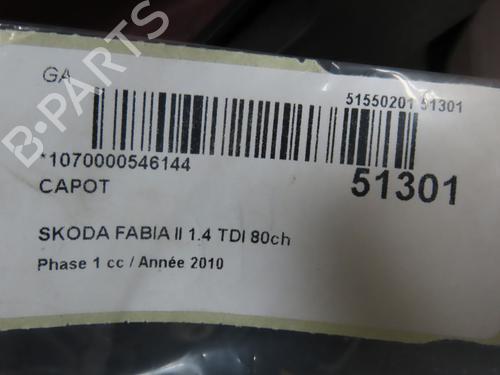 GA
51550201 51301
*1070000546144
51301
CAPOT
SKODA FABIA II 1.4 TDI 80ch
Phase 1 cc / Année 2010
B-PARTS